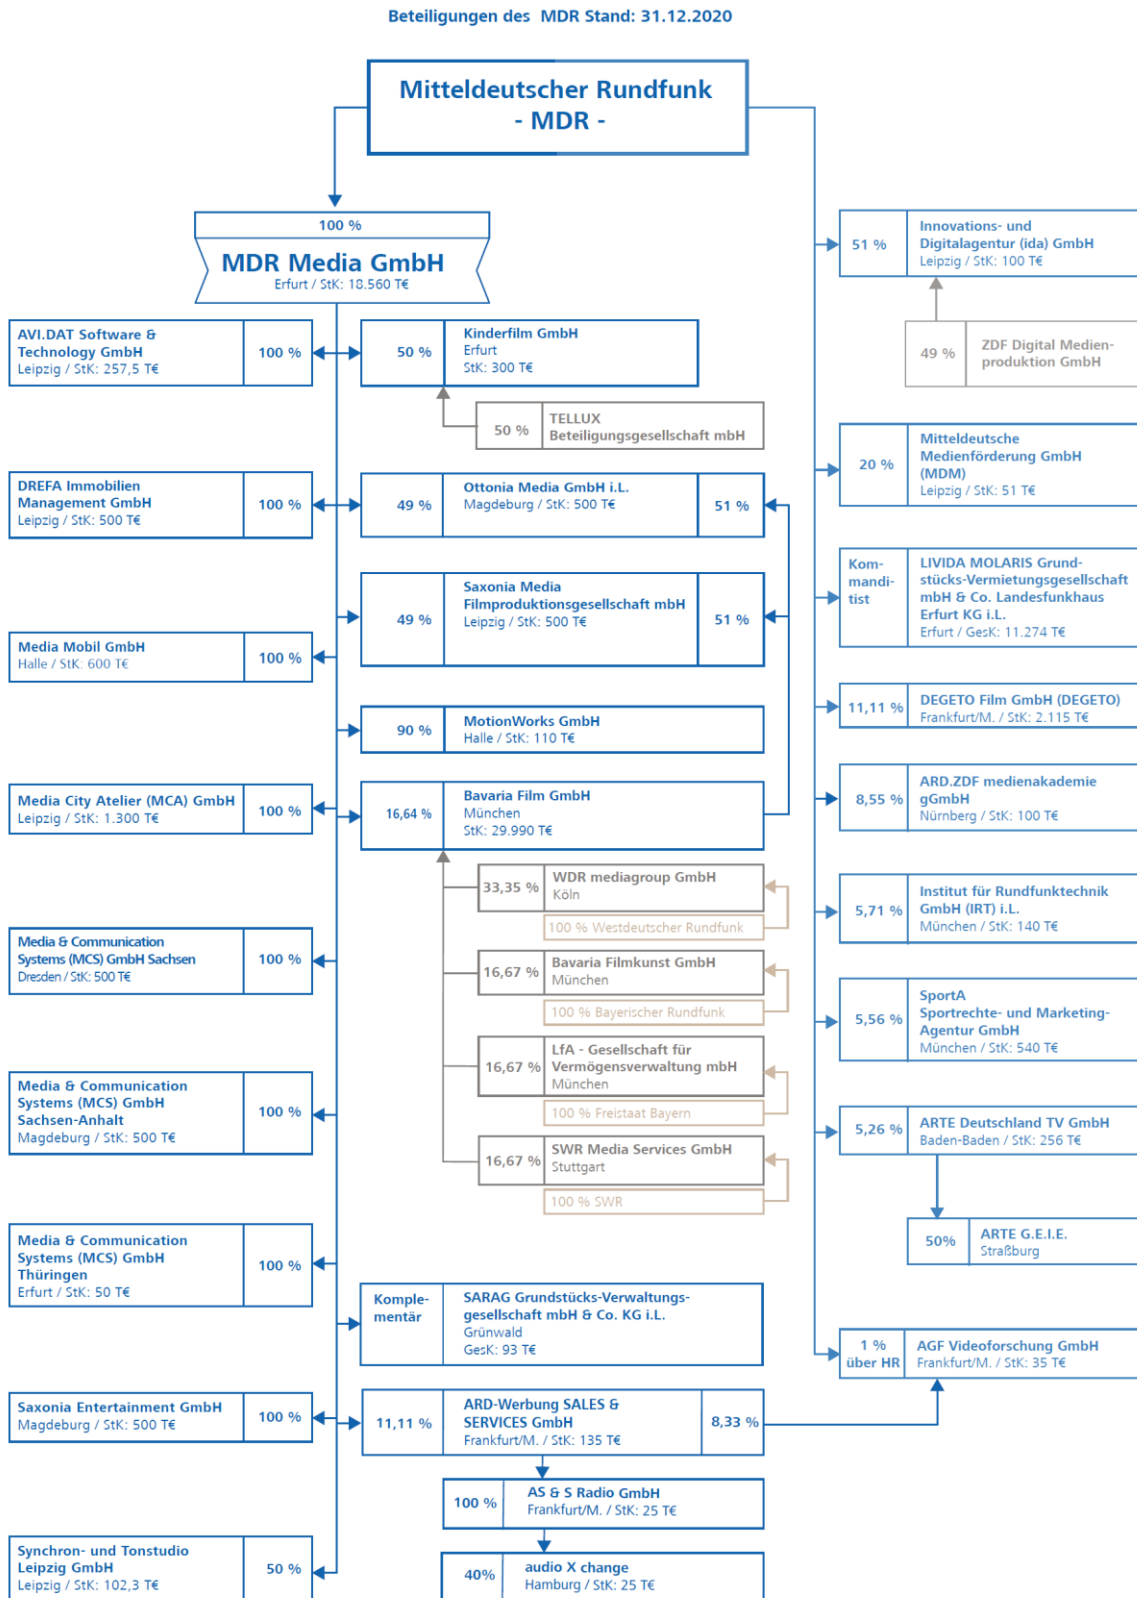 Beteiligungen des MDR Stand: 31.12.2020
Mitteldeutscher Rundfunk
- MDR -
100 %
MDR Media GmbH
Erfurt / StK: 18.560 T€
AVI.DAT Software &
Technology GmbH
Leipzig / StK: 257,5 T€
100 %
DREFA Immobilien
Management GmbH
Leipzig / StK: 500 T€
100 %
Media Mobil GmbH
Halle / StK: 600 T€
100 %
Media City Atelier (MCA) GmbH
Leipzig / StK: 1.300 T€
100 %
Media & Communication
Systems (MCS) GmbH Sachsen
Dresden / StK: 500 T€
100 %
Media & Communication
Systems (MCS) GmbH
Sachsen-Anhalt
Magdeburg / StK: 500 T€
100 %
Media & Communication
Systems (MCS) GmbH
Thüringen
Erfurt / StK: 50 T€
100 %
Saxonia Entertainment GmbH
Magdeburg / StK: 500 T€
100 %
Synchron- und Tonstudio
Leipzig GmbH
Leipzig / StK: 102,3 T€
50 %
50 %
Kinderfilm GmbH
Erfurt
StK: 300 T€
50 %
TELLUX
Beteiligungsgesellschaft mbH
49 %
Ottonia Media GmbH i.L.
Magdeburg / StK: 500 T€
51 %
49 %
Saxonia Media
Filmproduktionsgesellschaft mbH
Leipzig / StK: 500 T€
51 %
90 %
MotionWorks GmbH
Halle / StK: 110 T€
16,64 %
Bavaria Film GmbH
München
StK: 29.990 T€
33,35 %
WDR mediagroup GmbH
Köln
100 % Westdeutscher Rundfunk
16,67 %
Bavaria Filmkunst GmbH
München
100 % Bayerischer Rundfunk
16,67 %
LfA - Gesellschaft für
Vermögensverwaltung mbH
München
100 % Freistaat Bayern
16,67 %
SWR Media Services GmbH
Stuttgart
100 % SWR
Komple-
mentär
SARAG Grundstücks-Verwaltungs-
gesellschaft mbH & Co. KG i.L.
Grünwald
GesK: 93 T€
11,11 %
ARD-Werbung SALES &
SERVICES GmbH
Frankfurt/M. / StK: 135 T€
8,33 %
100 %
AS & S Radio GmbH
Frankfurt/M. / StK: 25 T€
40%
audio X change
Hamburg / StK: 25 T€
51 %
Innovations- und
Digitalagentur (ida) GmbH
Leipzig / StK: 100 T€
49 %
ZDF Digital Medien-
produktion GmbH
20 %
Mitteldeutsche
Medienförderung GmbH
(MDM)
Leipzig / StK: 51 T€
Kom-
manditi-
tist
LIVIDA MOLARIS Grund-
stücks-Vermietungsgesellschaft
mbH & Co. Landesfunkhaus
Erfurt KG i.L.
Erfurt / GesK: 11.274 T€
11,11 %
DEGETO Film GmbH (DEGETO)
Frankfurt/M. / StK: 2.115 T€
8,55 %
ARD.ZDF medienakademie
gGmbH
Nürnberg / StK: 100 T€
5,71 %
Institut für Rundfunktechnik
GmbH (IRT) i.L.
München / StK: 140 T€
5,56 %
SportA
Sportrechte- und Marketing-
Agentur GmbH
München / StK: 540 T€
5,26 %
ARTE Deutschland TV GmbH
Baden-Baden / StK: 256 T€
50%
ARTE G.E.I.E.
Straßburg
1 %
über HR
AGF Videoforschung GmbH
Frankfurt/M. / StK: 35 T€